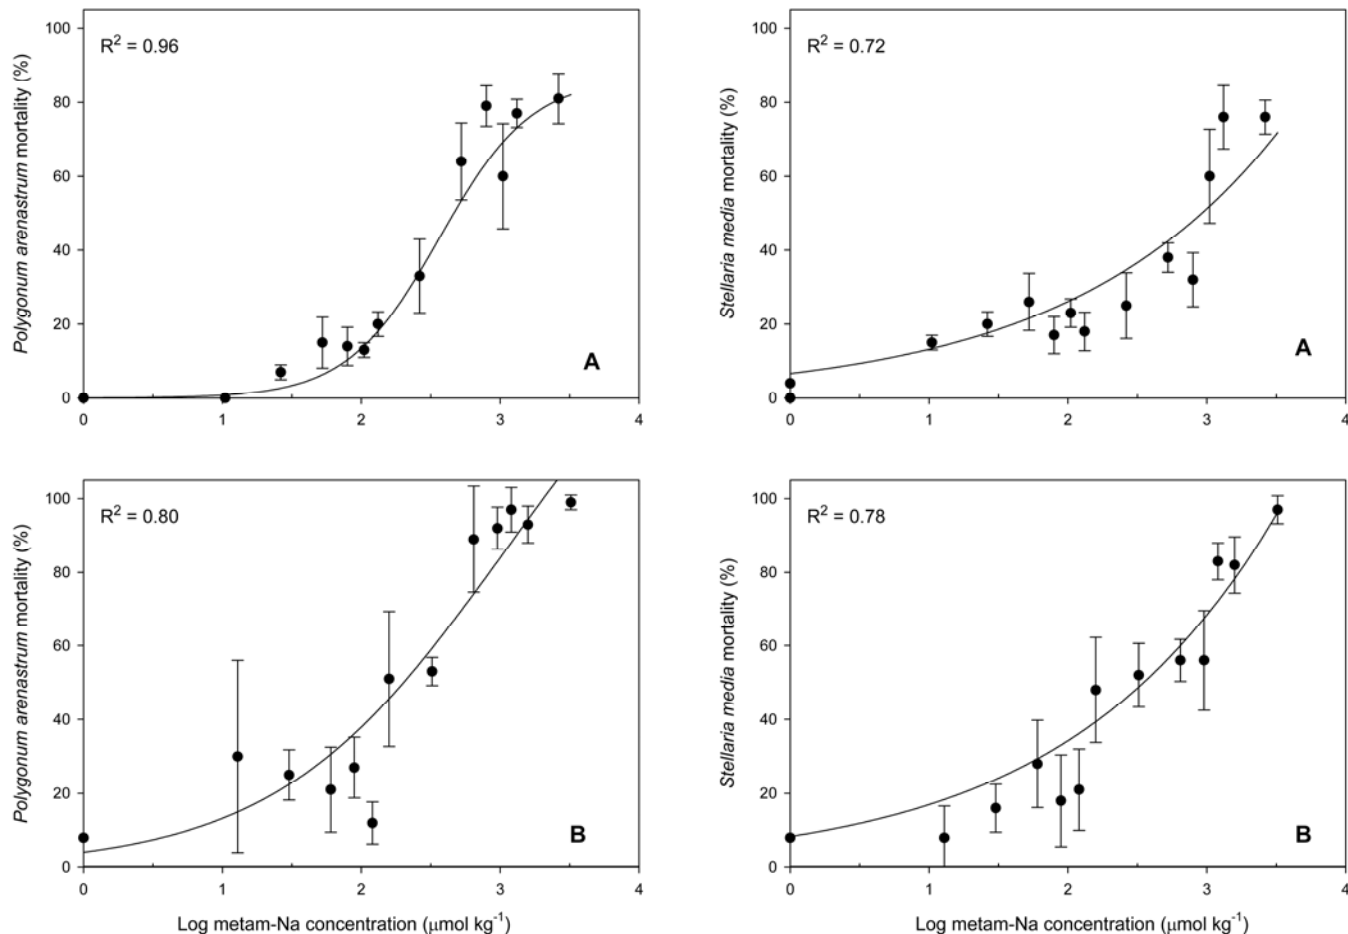 Polygonum arenastrum mortality (%)
100
80
60
40
20
0
R² = 0.96
A
0 1 2 3 4
Stellaria media mortality (%)
100
80
60
40
20
0
R² = 0.72
A
0 1 2 3 4
Polygonum arenastrum mortality (%)
100
80
60
40
20
0
R² = 0.80
B
0 1 2 3 4
Log metam-Na concentration (μmol kg⁻¹)
Stellaria media mortality (%)
100
80
60
40
20
0
R² = 0.78
B
0 1 2 3 4
Log metam-Na concentration (μmol kg⁻¹)